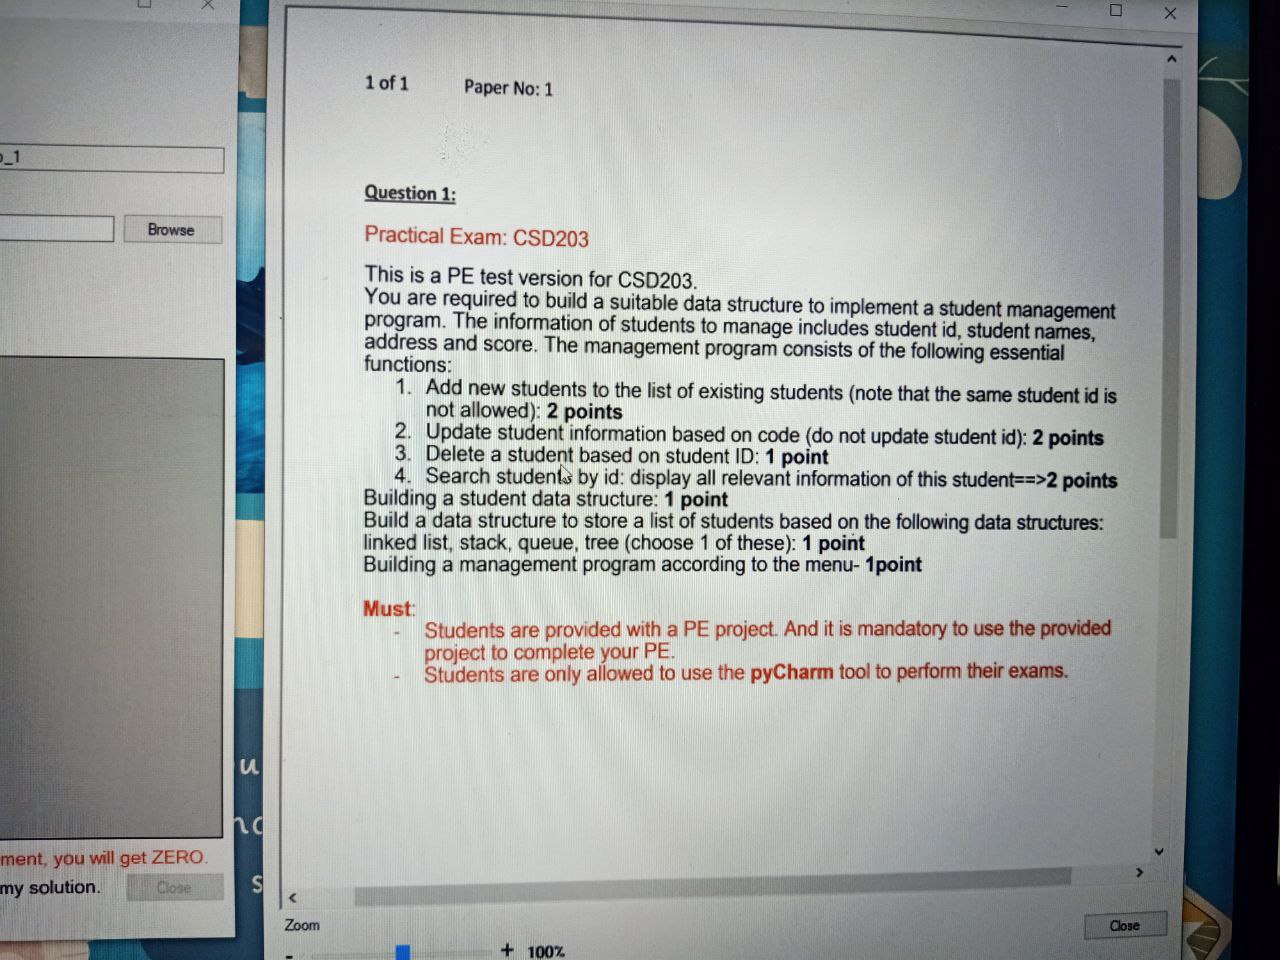 1 of 1 Paper No: 1
_1
Question 1:
Browse
Practical Exam: CSD203
This is a PE test version for CSD203.
You are required to build a suitable data structure to implement a student management
program. The information of students to manage includes student id, student names,
address and score. The management program consists of the following essential
functions:
1. Add new students to the list of existing students (note that the same student id is
not allowed): 2 points
2. Update student information based on code (do not update student id): 2 points
3. Delete a student based on student ID: 1 point
4. Search students by id: display all relevant information of this student==>2 points
Building a student data structure: 1 point
Build a data structure to store a list of students based on the following data structures:
linked list, stack, queue, tree (choose 1 of these): 1 point
Building a management program according to the menu- 1point
Must:
- Students are provided with a PE project. And it is mandatory to use the provided
project to complete your PE.
- Students are only allowed to use the pyCharm tool to perform their exams.
ment, you will get ZERO.
my solution. Close
Zoom
- + 100%
Close